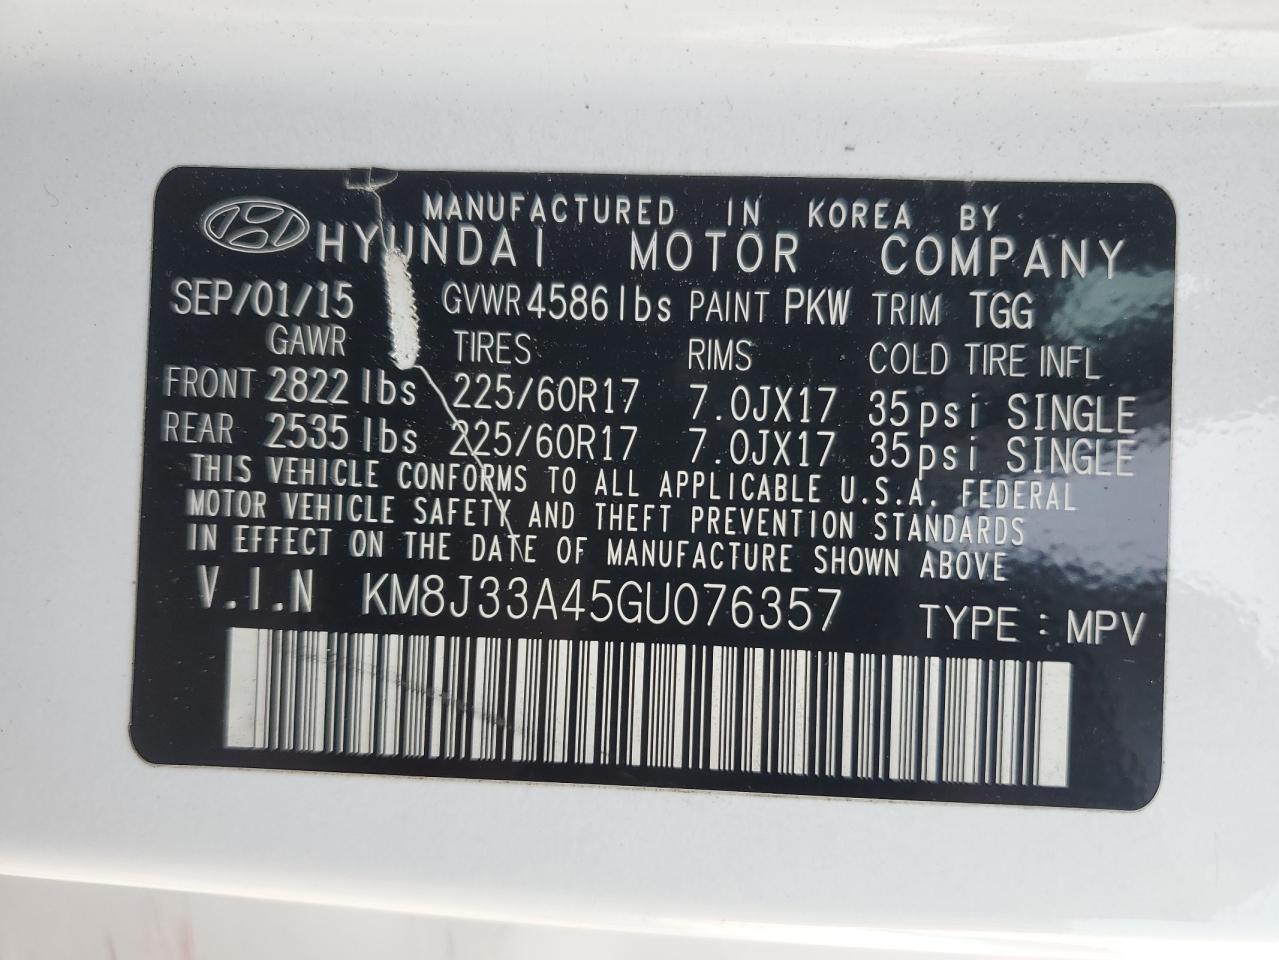 MANUFACTURED IN KOREA BY
HYUNDAI MOTOR COMPANY
SEP/01/15 GVWR 4586 lbs PAINT PKW TRIM TGG
GAWR TIRES RIMS COLD TIRE INFL
FRONT 2822 lbs 225/60R17 7.0JX17 35psi SINGLE
REAR 2535 lbs 225/60R17 7.0JX17 35psi SINGLE
THIS VEHICLE CONFORMS TO ALL APPLICABLE U.S.A. FEDERAL
MOTOR VEHICLE SAFETY AND THEFT PREVENTION STANDARDS
IN EFFECT ON THE DATE OF MANUFACTURE SHOWN ABOVE
V.I.N KM8J33A45GU076357 TYPE : MPV